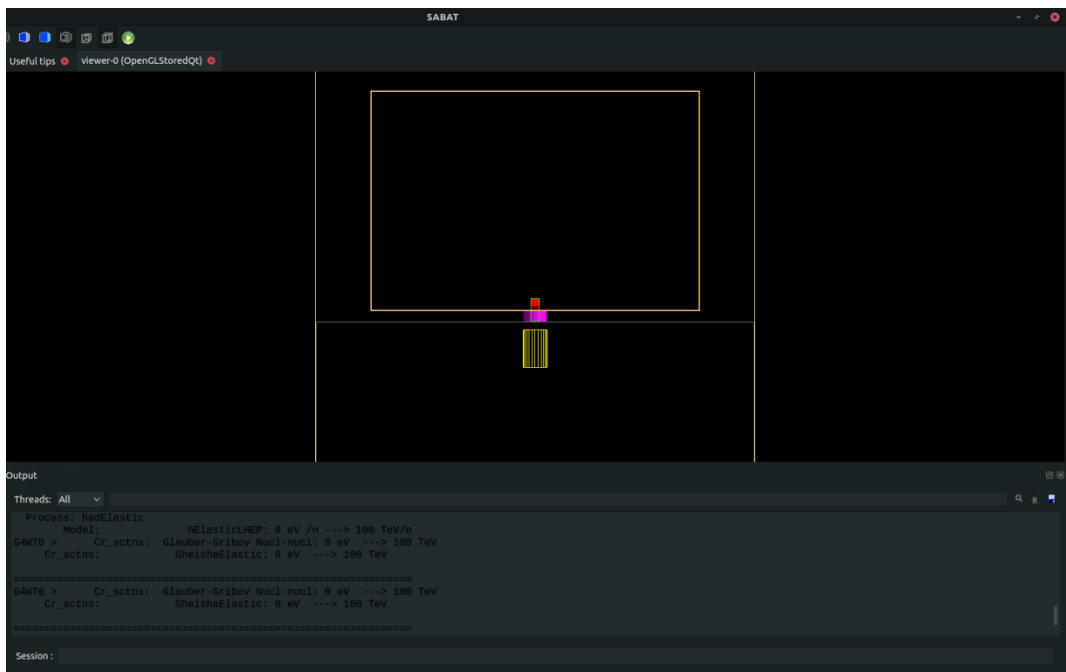 SABAT
Useful tips viewer-0 (OpenGLStoredQt)
Output
Threads: All
Process: hadElastic
Model: hElasticLHEP: 0 eV /n ---> 100 TeV/n
G4WT0 > Cr_sctns: Glauber-Gribov Nucl-nucl: 0 eV ---> 100 TeV
Cr_sctns: GheishaElastic: 0 eV ---> 100 TeV
================================================================
G4WT6 > Cr_sctns: Glauber-Gribov Nucl-nucl: 0 eV ---> 100 TeV
Cr_sctns: GheishaElastic: 0 eV ---> 100 TeV
================================================================
Session :